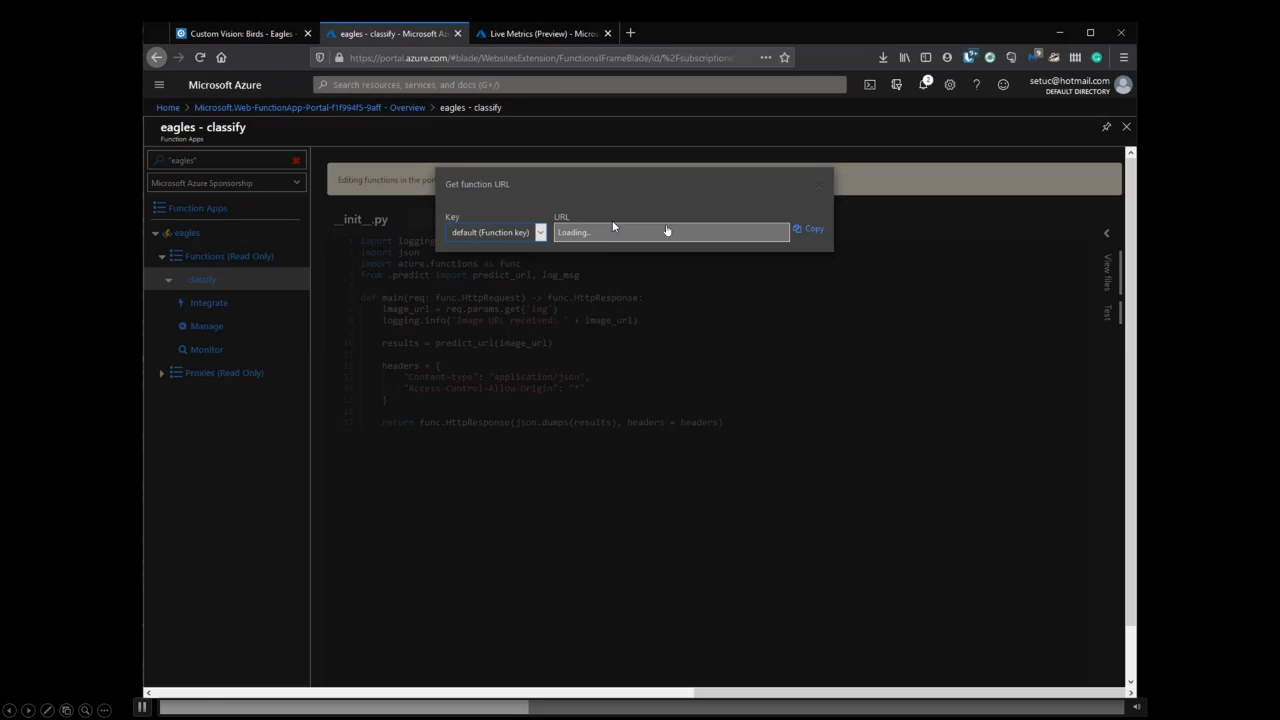 Custom Vision: Birds - Eagles -
eagles - classify - Microsoft Az
Live Metrics (Preview) - Micros
https://portal.azure.com/#blade/WebsitesExtension/FunctionsIFrameBlade/id/%2Fsubscriptions
Microsoft Azure
Search resources, services, and docs (G+/)
2
setuc@hotmail.com
DEFAULT DIRECTORY
Home > Microsoft.Web-FunctionApp-Portal-f1f994f5-9aff - Overview > eagles - classify
eagles - classify
Function Apps
"eagles"
Microsoft Azure Sponsorship
Function Apps
eagles
Functions (Read Only)
classify
Integrate
Manage
Monitor
Proxies (Read Only)
Editing functions in the
Get function URL
Key
URL
default (Function key)
Loading..
Copy
View files
Test
__init__.py
import logging
import json
import azure.functions as func
from .predict import predict_url, log_msg
def main(req: func.HttpRequest) -> func.HttpResponse:
image_url = req.params.get('img')
logging.info('Image URL received: ' + image_url)
results = predict_url(image_url)
headers = {
"Content-type": "application/json",
"Access-Control-Allow-Origin": "*"
}
return func.HttpResponse(json.dumps(results), headers = headers)